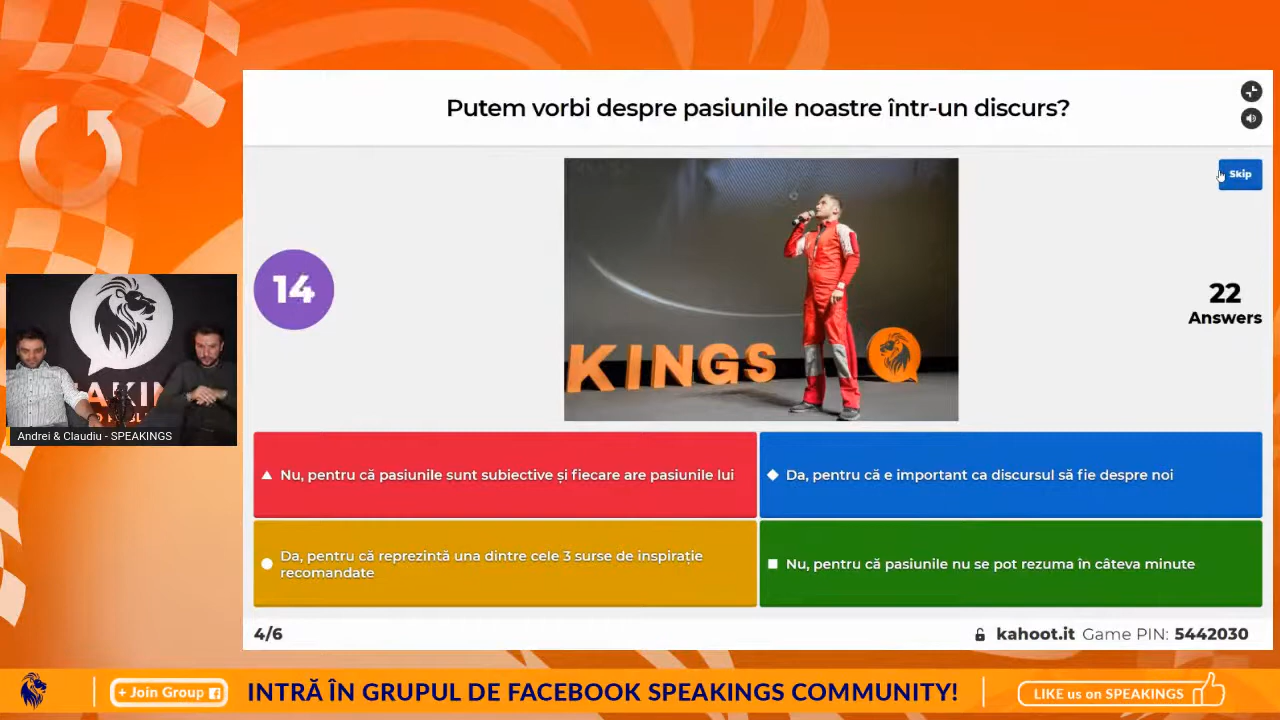 Putem vorbi despre pasiunile noastre într-un discurs?
Skip
14
KINGS
22
Answers
Andrei & Claudiu - SPEAKINGS
Nu, pentru că pasiunile sunt subiective și fiecare are pasiunile lui
Da, pentru că e important ca discursul să fie despre noi
Da, pentru că reprezintă una dintre cele 3 surse de inspirație
recomandate
Nu, pentru că pasiunile nu se pot rezuma în câteva minute
4/6
kahoot.it Game PIN: 5442030
+ Join Group
INTRĂ ÎN GRUPUL DE FACEBOOK SPEAKINGS COMMUNITY!
LIKE us on SPEAKINGS